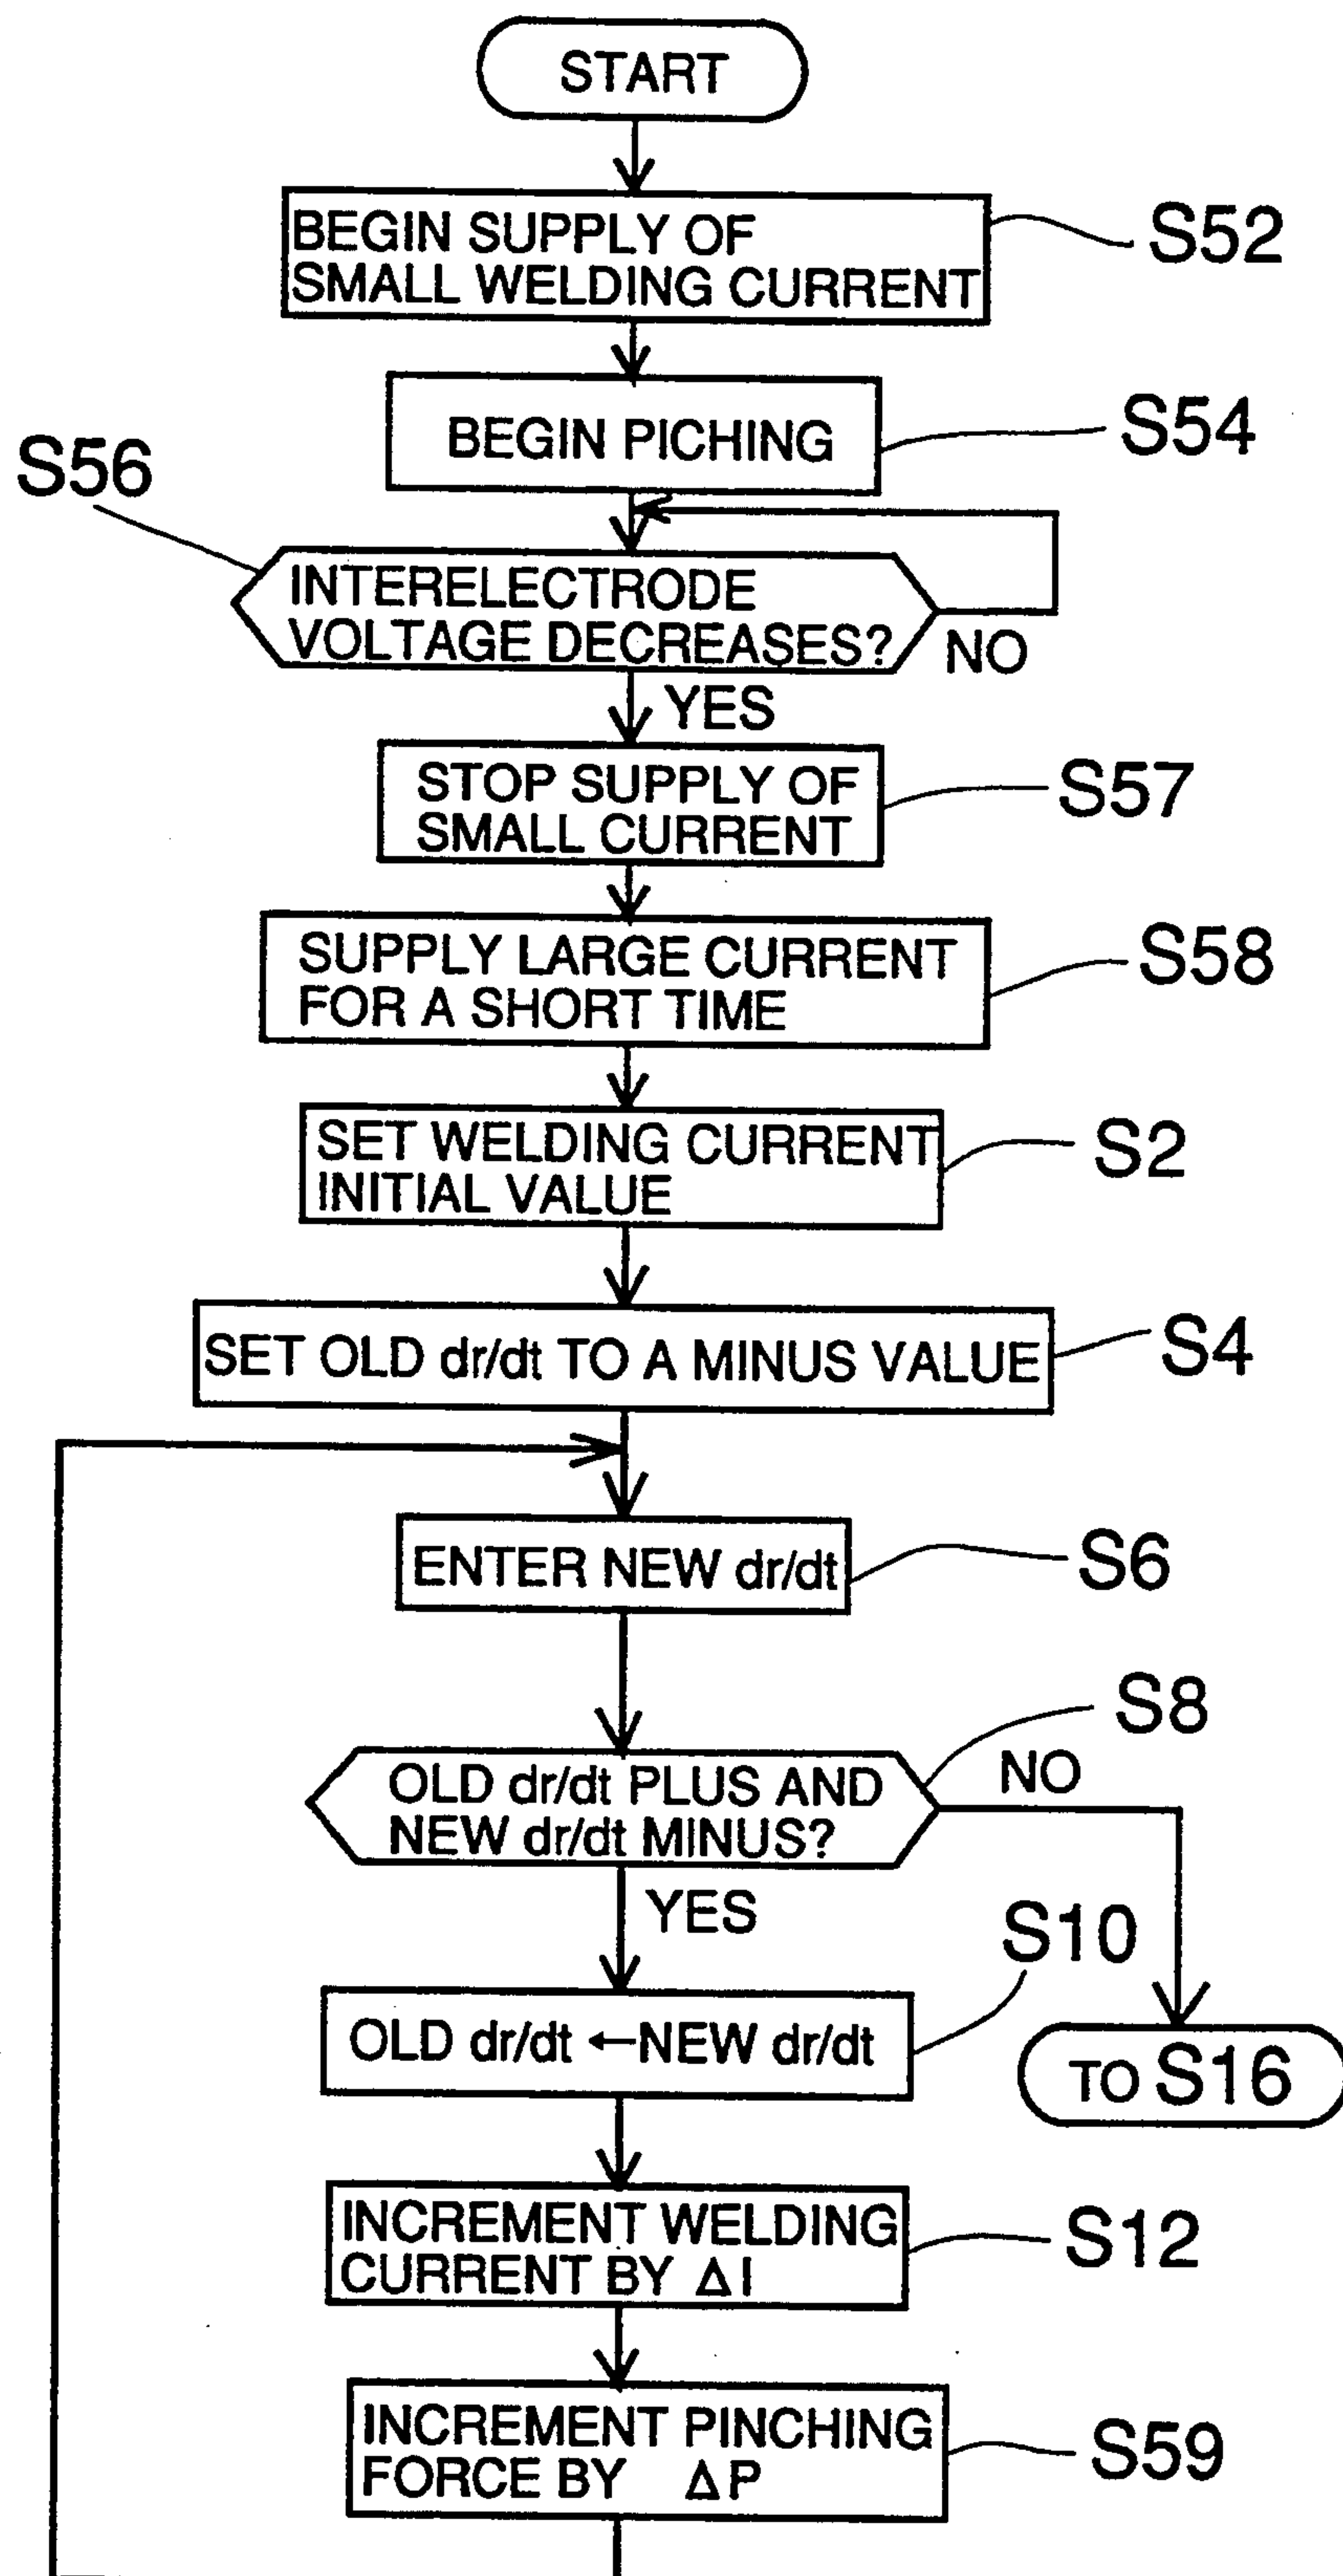 START
BEGIN SUPPLY OF
SMALL WELDING CURRENT
S52
BEGIN PICHING
S54
S56
INTERELECTRODE
VOLTAGE DECREASES?
NO
YES
STOP SUPPLY OF
SMALL CURRENT
S57
SUPPLY LARGE CURRENT
FOR A SHORT TIME
S58
SET WELDING CURRENT
INITIAL VALUE
S2
SET OLD dr/dt TO A MINUS VALUE
S4
ENTER NEW dr/dt
S6
S8
OLD dr/dt PLUS AND
NEW dr/dt MINUS?
NO
YES
S10
OLD dr/dt ←NEW dr/dt
TO S16
INCREMENT WELDING
CURRENT BY ΔI
S12
INCREMENT PINCHING
FORCE BY ΔP
S59